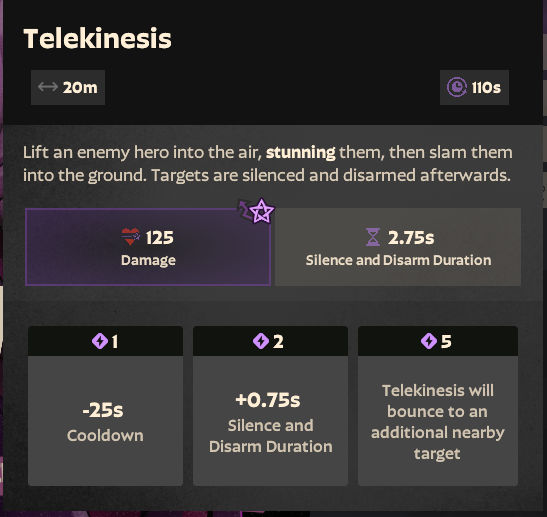 Telekinesis
20m
110s
Lift an enemy hero into the air, stunning them, then slam them
into the ground. Targets are silenced and disarmed afterwards.
125
Damage
2.75s
Silence and Disarm Duration
1
-25s
Cooldown
2
+0.75s
Silence and
Disarm Duration
5
Telekinesis will
bounce to an
additional nearby
target